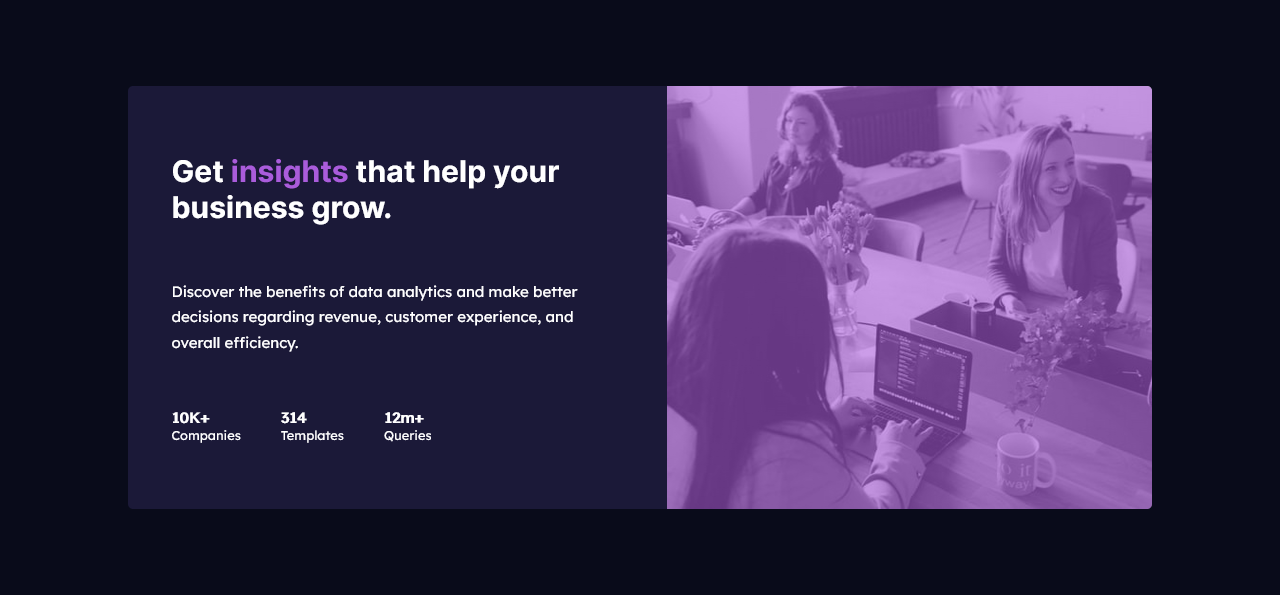 Get insights that help your
business grow.
Discover the benefits of data analytics and make better
decisions regarding revenue, customer experience, and
overall efficiency.
10K+
Companies
314
Templates
12m+
Queries